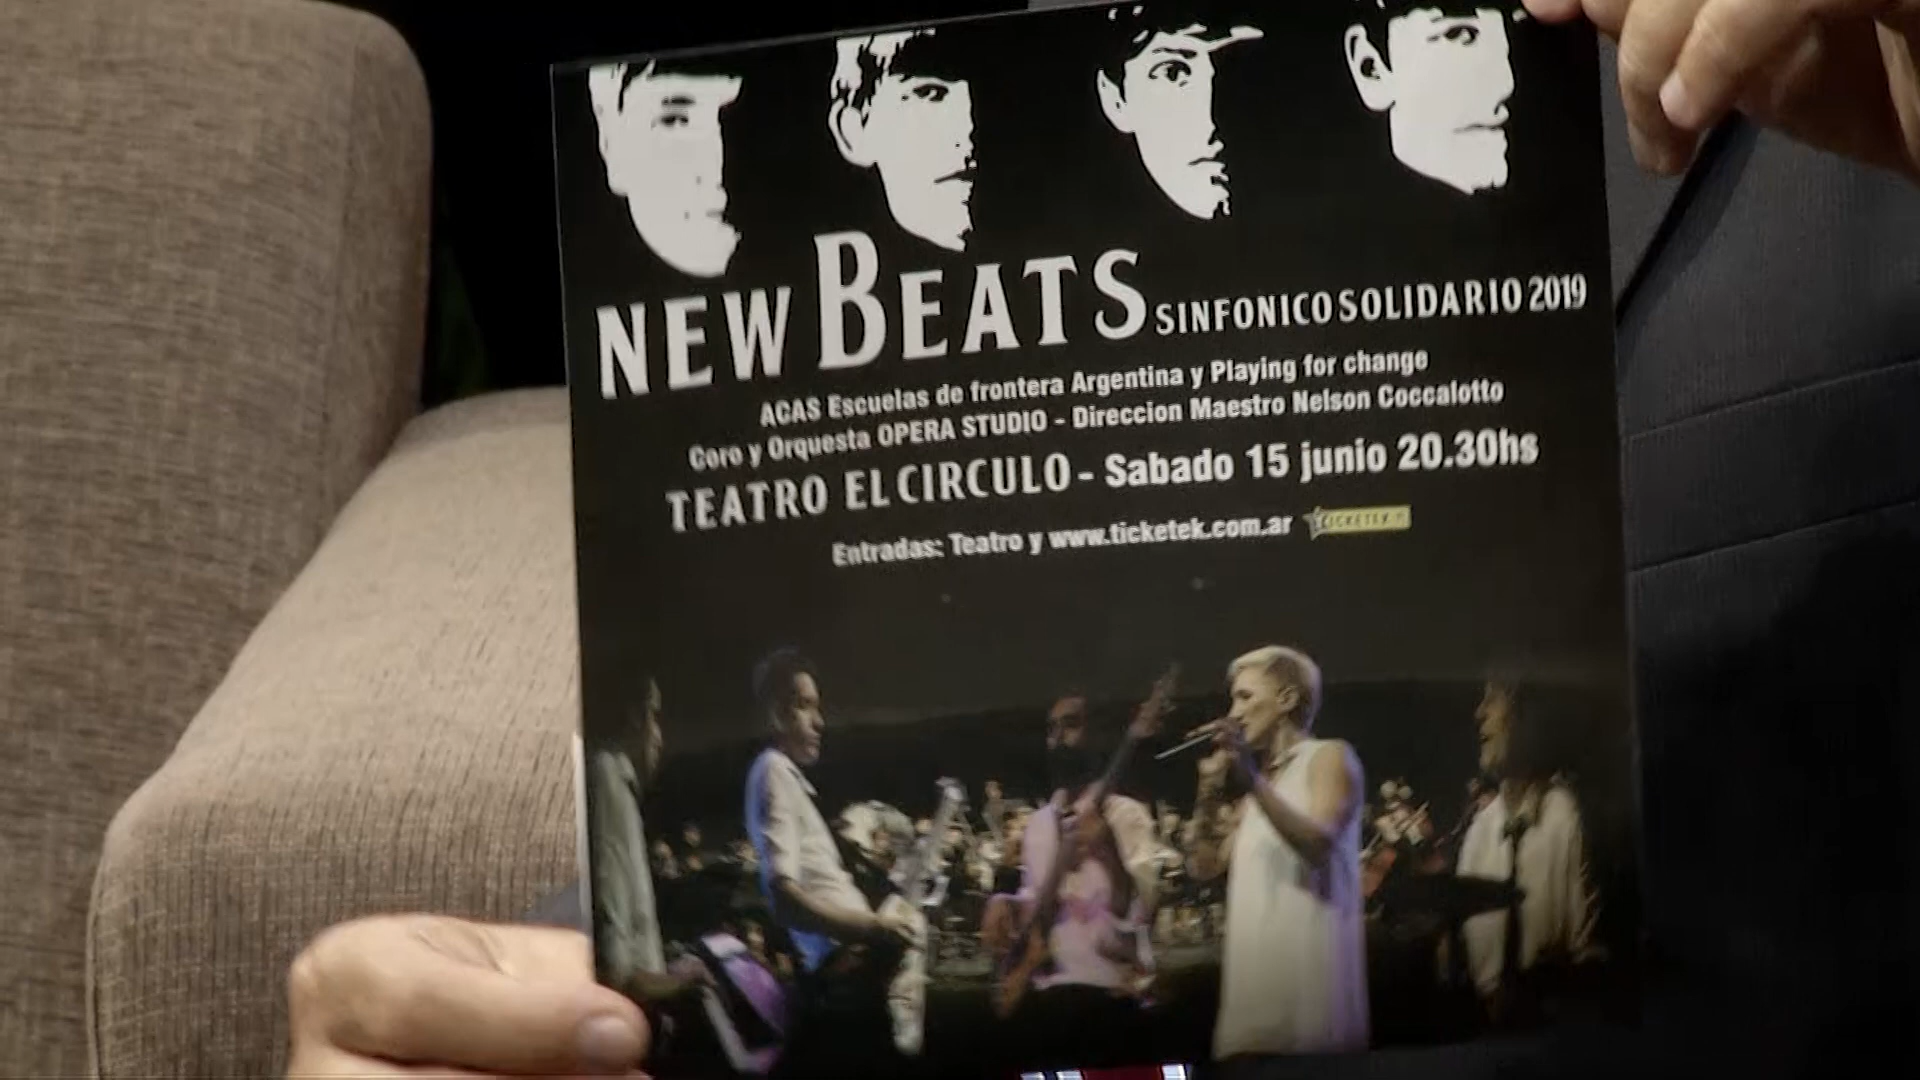 NEW BEATS SINFONICO SOLIDARIO 2019
ACAS Escuelas de frontera Argentina y Playing for change
Coro y Orquesta OPERA STUDIO - Direccion Maestro Nelson Coccalotto
TEATRO EL CIRCULO - Sabado 15 junio 20.30hs
Entradas: Teatro y www.ticketek.com.ar TICKETEK